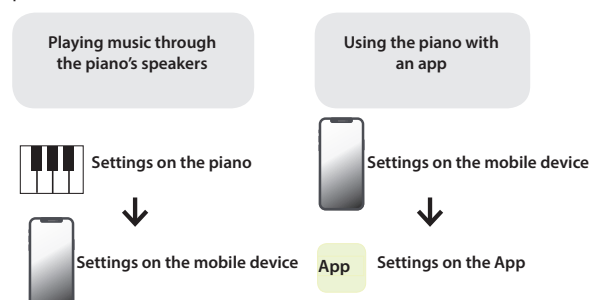 Playing music through
the piano's speakers
Using the piano with
an app
Settings on the piano
Settings on the mobile device
Settings on the mobile device
App
Settings on the App